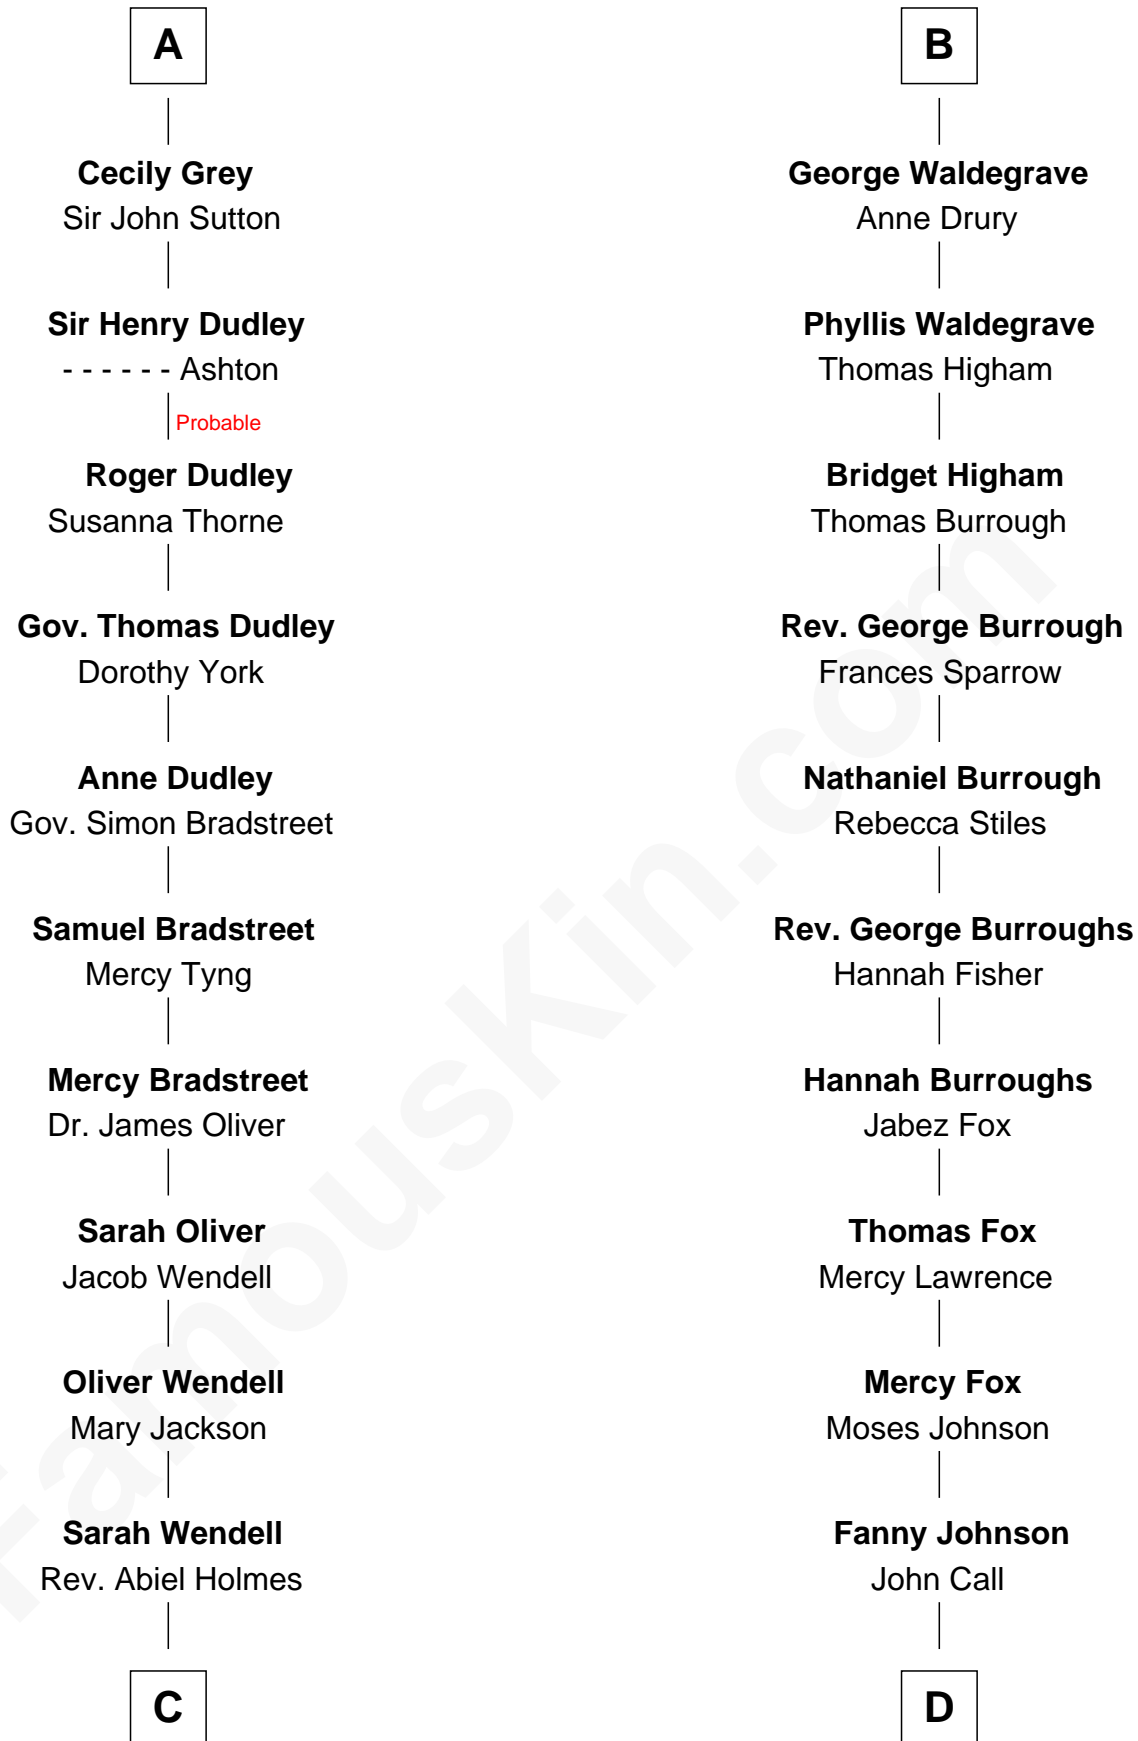 A
Cecily Grey
Sir John Sutton
Sir Henry Dudley
- - - - - - Ashton
Probable
Roger Dudley
Susanna Thorne
Gov. Thomas Dudley
Dorothy York
Anne Dudley
Gov. Simon Bradstreet
Samuel Bradstreet
Mercy Tyng
Mercy Bradstreet
Dr. James Oliver
Sarah Oliver
Jacob Wendell
Oliver Wendell
Mary Jackson
Sarah Wendell
Rev. Abiel Holmes
C
B
George Waldegrave
Anne Drury
Phyllis Waldegrave
Thomas Higham
Bridget Higham
Thomas Burrough
Rev. George Burrough
Frances Sparrow
Nathaniel Burrough
Rebecca Stiles
Rev. George Burroughs
Hannah Fisher
Hannah Burroughs
Jabez Fox
Thomas Fox
Mercy Lawrence
Mercy Fox
Moses Johnson
Fanny Johnson
John Call
D
FamousKin.com